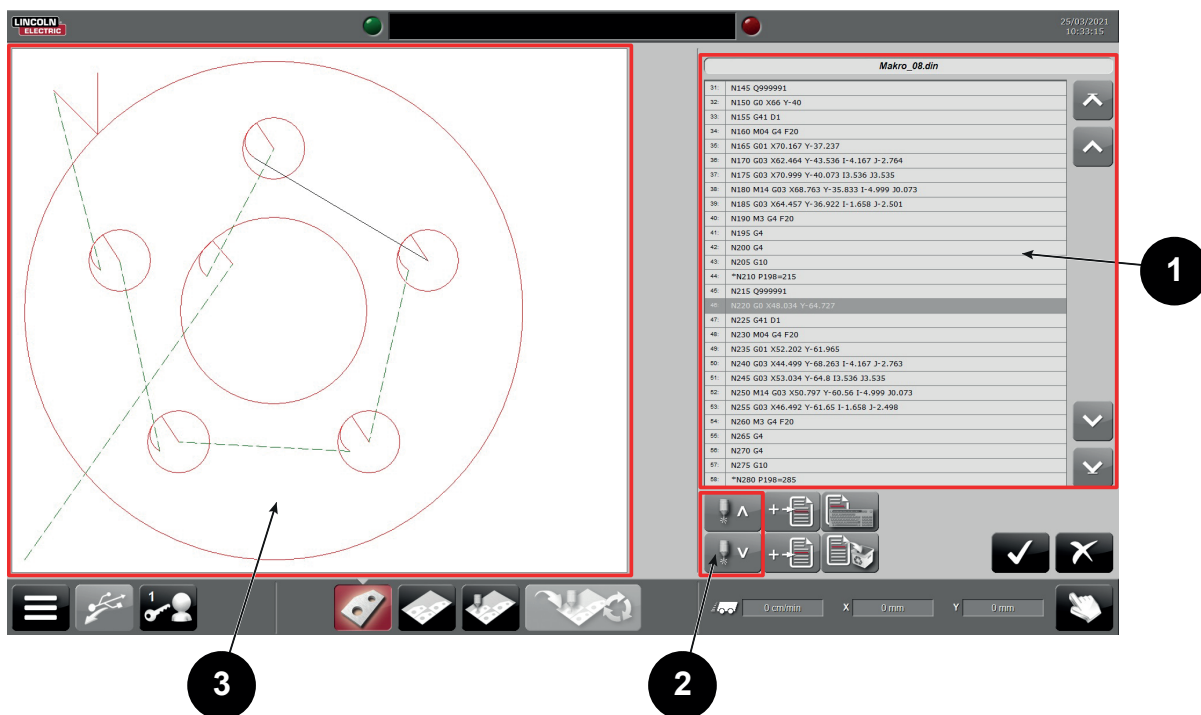 LINCOLN
ELECTRIC
25/03/2021
10:33:15
Makro_08.din
31: N145 Q999991
32: N150 G0 X66 Y-40
33: N155 G41 D1
34: N160 M04 G4 F20
35: N165 G01 X70.167 Y-37.237
36: N170 G03 X62.464 Y-43.536 I-4.167 J-2.764
37: N175 G03 X70.999 Y-40.073 I3.536 J3.535
38: N180 M14 G03 X68.763 Y-35.833 I-4.999 J0.073
39: N185 G03 X64.457 Y-36.922 I-1.658 J-2.501
40: N190 M3 G4 F20
41: N195 G4
42: N200 G4
43: N205 G10
44: *N210 P198=215
45: N215 Q999991
46: N220 G0 X48.034 Y-64.727
47: N225 G41 D1
48: N230 M04 G4 F20
49: N235 G01 X52.202 Y-61.965
50: N240 G03 X44.499 Y-68.263 I-4.167 J-2.763
51: N245 G03 X53.034 Y-64.8 I3.536 J3.535
52: N250 M14 G03 X50.797 Y-60.56 I-4.999 J0.073
53: N255 G03 X46.492 Y-61.65 I-1.658 J-2.498
54: N260 M3 G4 F20
55: N265 G4
56: N270 G4
57: N275 G10
58: *N280 P198=285
1
1
0 cm/min X 0 mm Y 0 mm
3
2